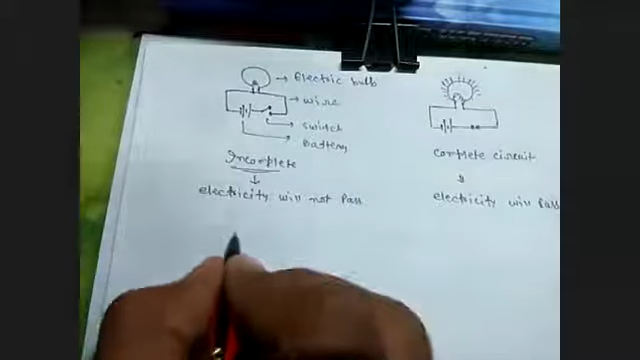 Electric bulb
wire
switch
Battery
Incomplete
electricity will not Pass
complete circuit
electricity will Pass